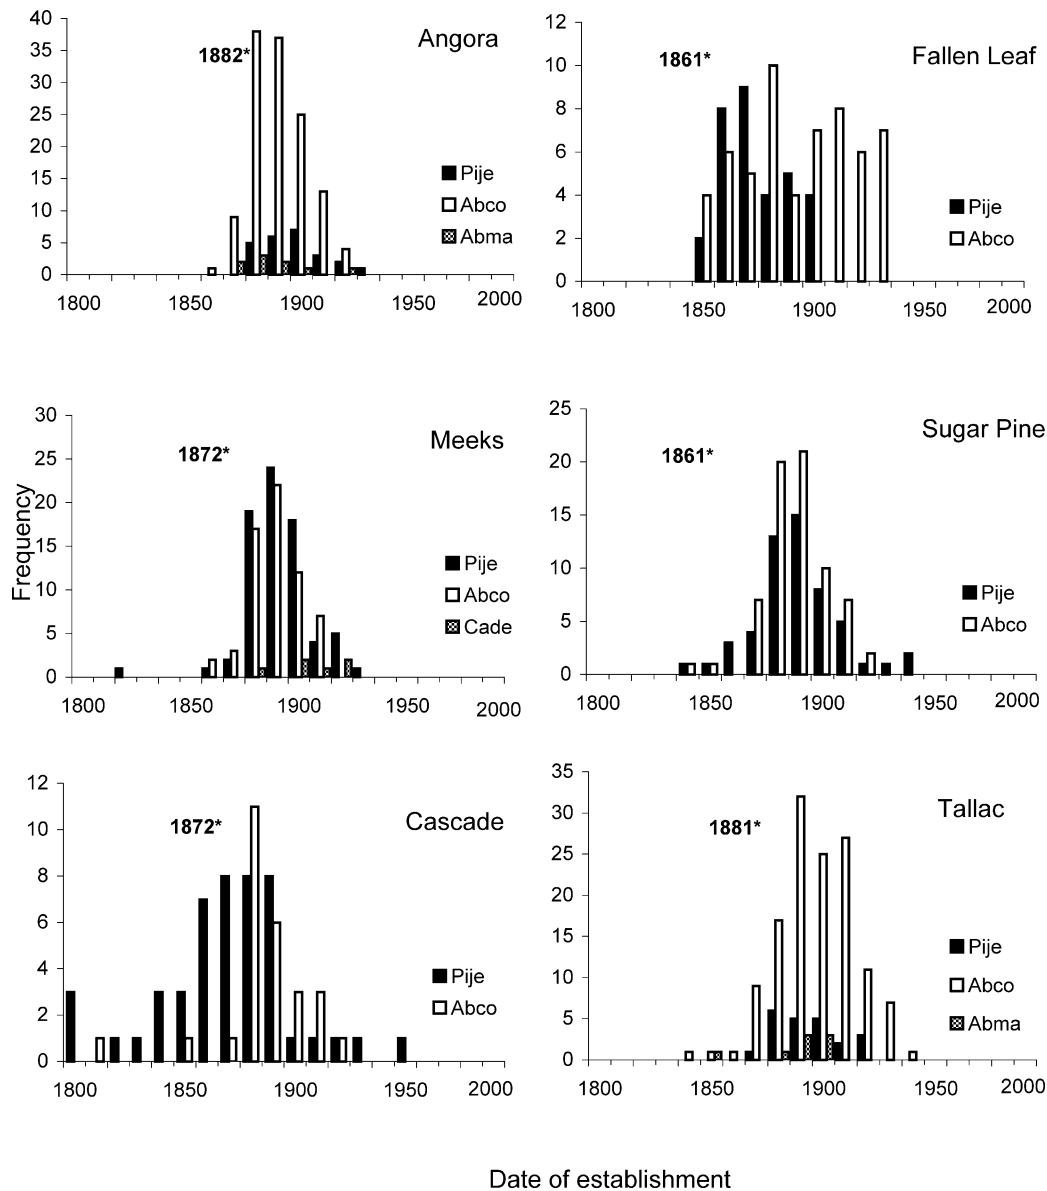 Angora
1882*
40
35
30
25
20
15
10
5
0
Pije
Abco
Abma
1800 1850 1900 1950 2000
Fallen Leaf
1861*
12
10
8
6
4
2
0
Pije
Abco
1800 1850 1900 1950 2000
Frequency
Meeks
1872*
30
25
20
15
10
5
0
Pije
Abco
Cade
1800 1850 1900 1950 2000
Sugar Pine
1861*
25
20
15
10
5
0
Pije
Abco
1800 1850 1900 1950 2000
Cascade
1872*
12
10
8
6
4
2
0
Pije
Abco
1800 1850 1900 1950 2000
Tallac
1881*
35
30
25
20
15
10
5
0
Pije
Abco
Abma
1800 1850 1900 1950 2000
Date of establishment